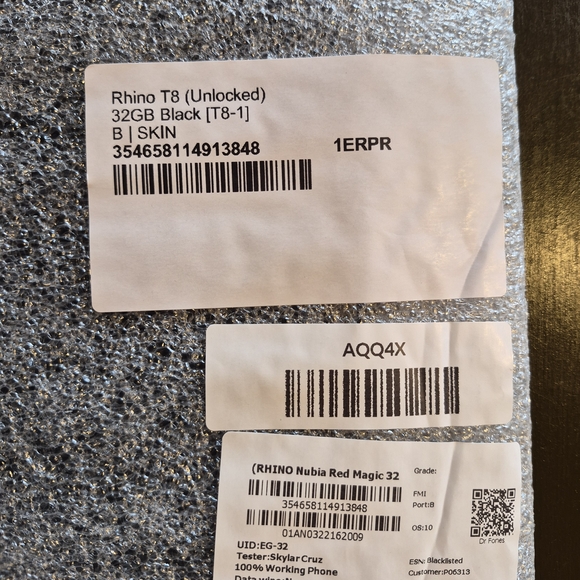 Rhino T8 (Unlocked)
32GB Black [T8-1]
B | SKIN
354658114913848
1ERPR
AQQ4X
(RHINO Nubia Red Magic 32
Grade:
354658114913848
FMI
Port:B
01AN0322162009
OS:10
Dr Fones
UID:EG-32
Tester:Skylar Cruz
ESN: Blacklisted
100% Working Phone
Customer:P06313